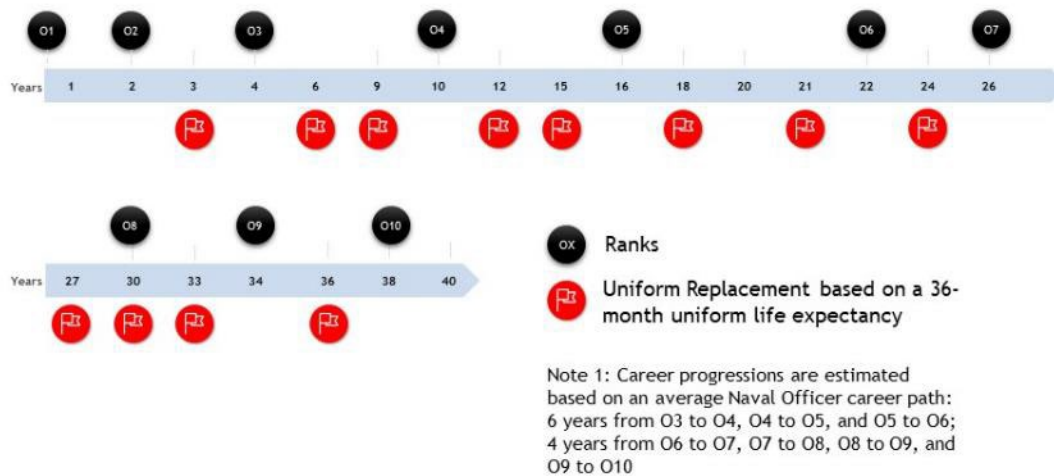 O1 O2 O3 O4 O5 O6 O7
Years 1 2 3 4 6 9 10 12 15 16 18 20 21 22 24 26
O8 O9 O10
Years 27 30 33 34 36 38 40
OX Ranks
Uniform Replacement based on a 36-
month uniform life expectancy
Note 1: Career progressions are estimated
based on an average Naval Officer career path:
6 years from O3 to O4, O4 to O5, and O5 to O6;
4 years from O6 to O7, O7 to O8, O8 to O9, and
O9 to O10